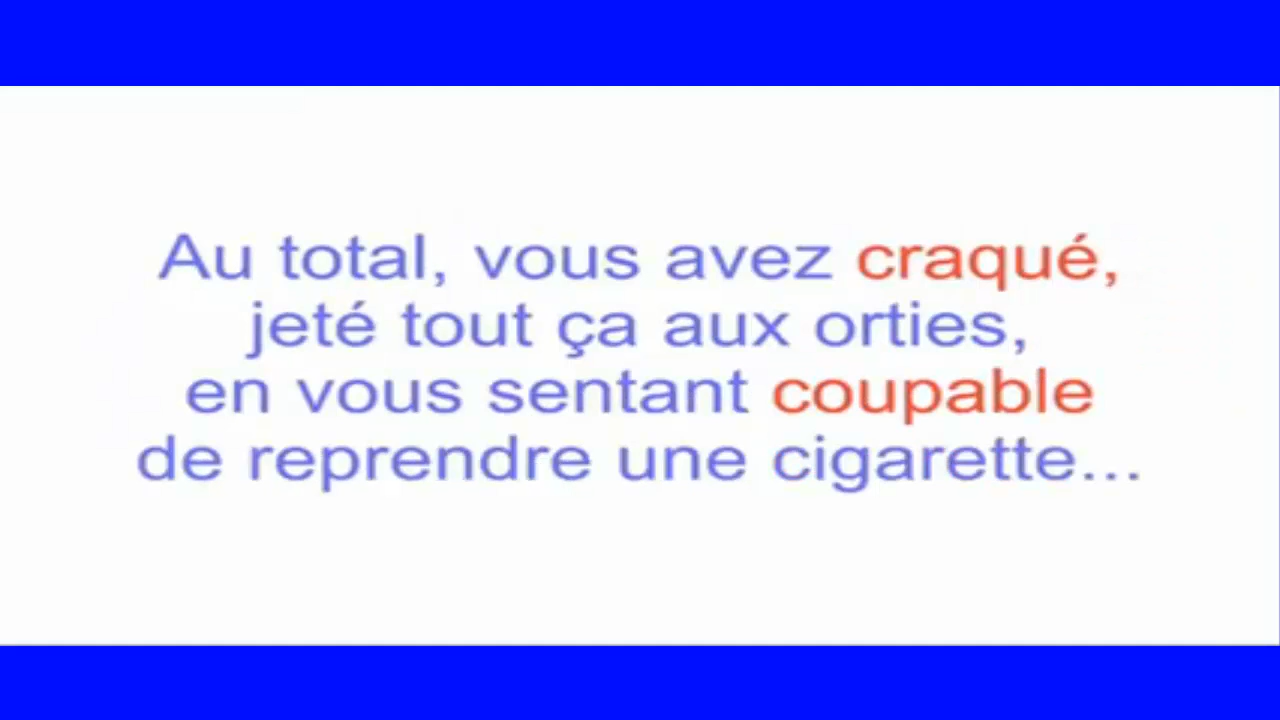 Au total, vous avez craqué,
jeté tout ça aux orties,
en vous sentant coupable
de reprendre une cigarette...